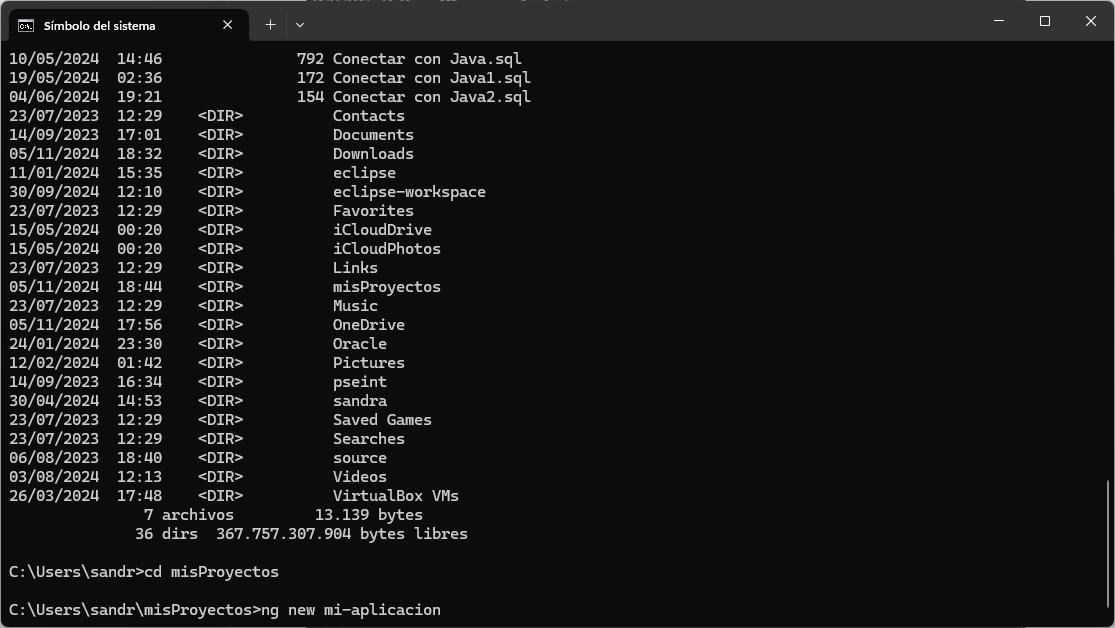 Símbolo del sistema
10/05/2024  14:46               792 Conectar con Java.sql
19/05/2024  02:36               172 Conectar con Java1.sql
04/06/2024  19:21               154 Conectar con Java2.sql
23/07/2023  12:29    <DIR>          Contacts
14/09/2023  17:01    <DIR>          Documents
05/11/2024  18:32    <DIR>          Downloads
11/01/2024  15:35    <DIR>          eclipse
30/09/2024  12:10    <DIR>          eclipse-workspace
23/07/2023  12:29    <DIR>          Favorites
15/05/2024  00:20    <DIR>          iCloudDrive
15/05/2024  00:20    <DIR>          iCloudPhotos
23/07/2023  12:29    <DIR>          Links
05/11/2024  18:44    <DIR>          misProyectos
23/07/2023  12:29    <DIR>          Music
05/11/2024  17:56    <DIR>          OneDrive
24/01/2024  23:30    <DIR>          Oracle
12/02/2024  01:42    <DIR>          Pictures
14/09/2023  16:34    <DIR>          pseint
30/04/2024  14:53    <DIR>          sandra
23/07/2023  12:29    <DIR>          Saved Games
23/07/2023  12:29    <DIR>          Searches
06/08/2023  18:40    <DIR>          source
03/08/2024  12:13    <DIR>          Videos
26/03/2024  17:48    <DIR>          VirtualBox VMs
7 archivos         13.139 bytes
36 dirs  367.757.307.904 bytes libres
C:\Users\sandr>cd misProyectos
C:\Users\sandr\misProyectos>ng new mi-aplicacion